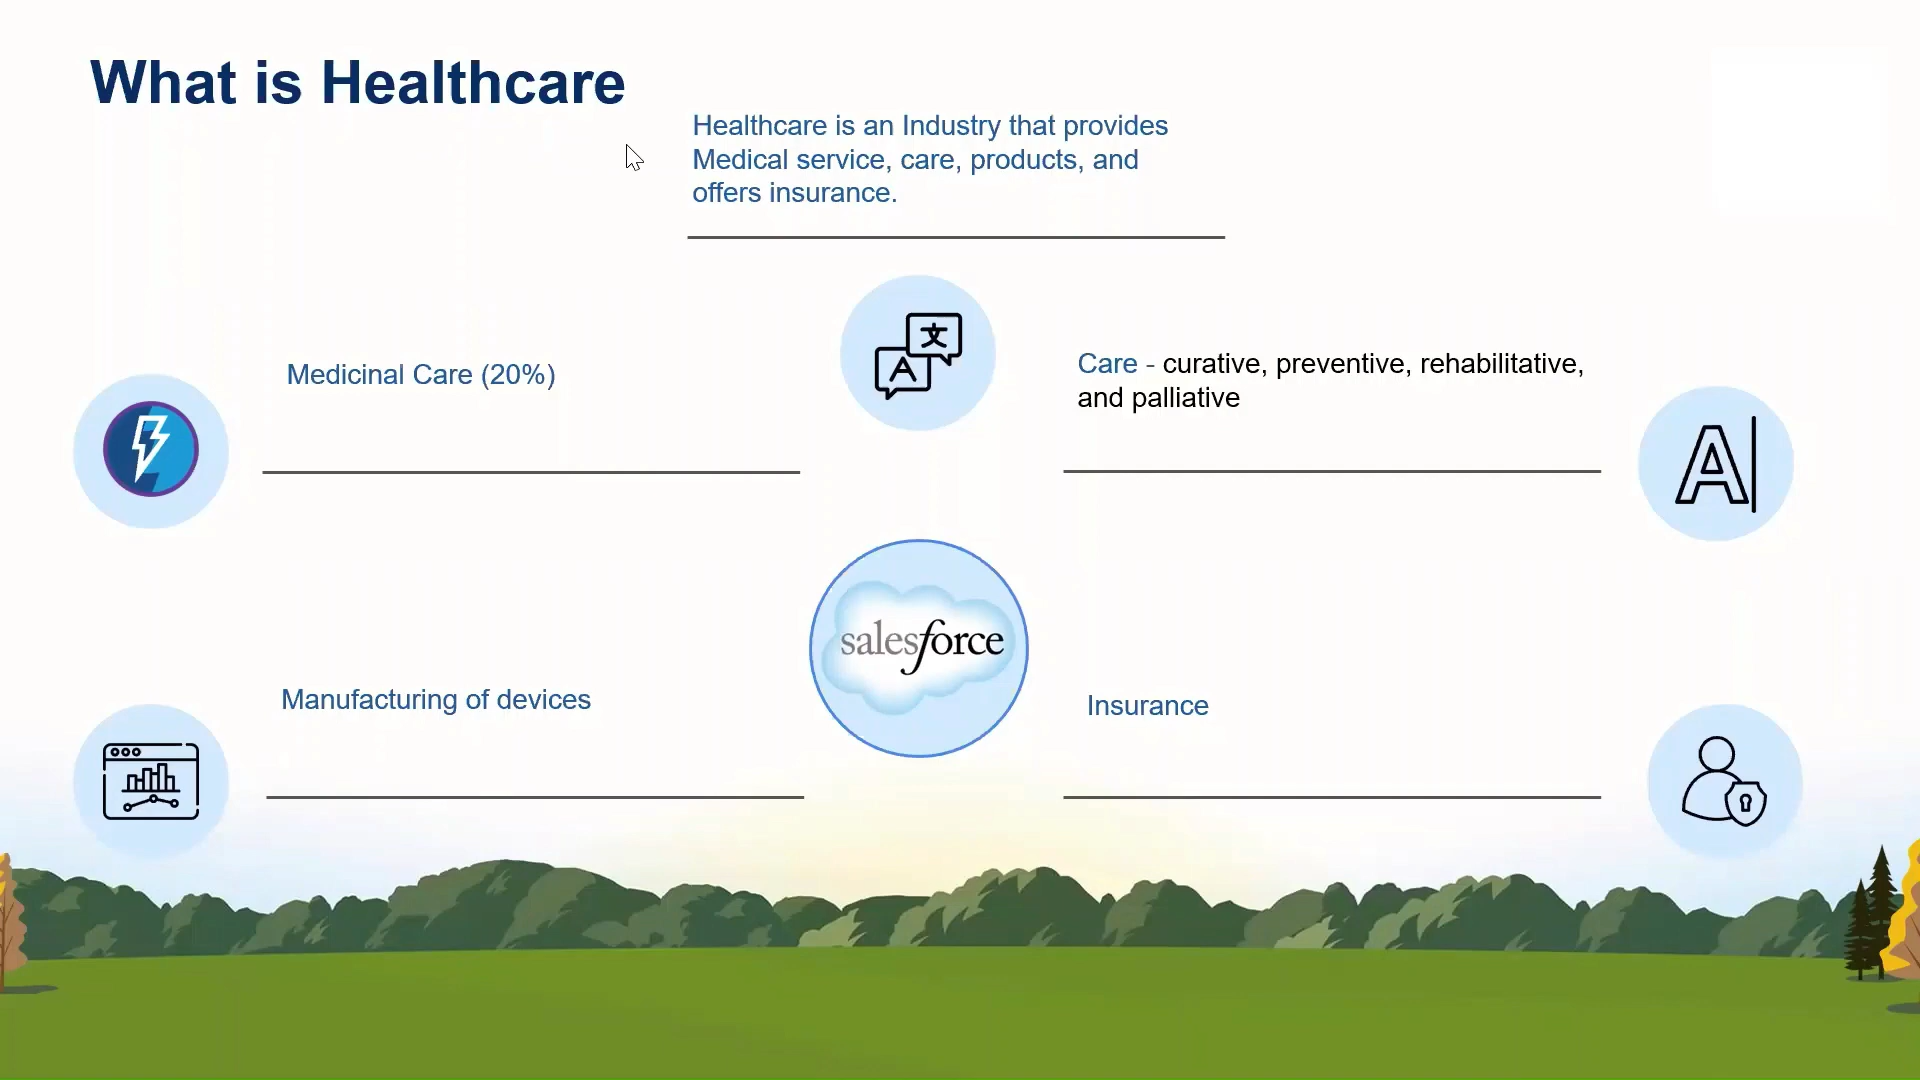 What is Healthcare
Healthcare is an Industry that provides
Medical service, care, products, and
offers insurance.
文
A
Medicinal Care (20%)
Care - curative, preventive, rehabilitative,
and palliative
A
salesforce
Manufacturing of devices
Insurance